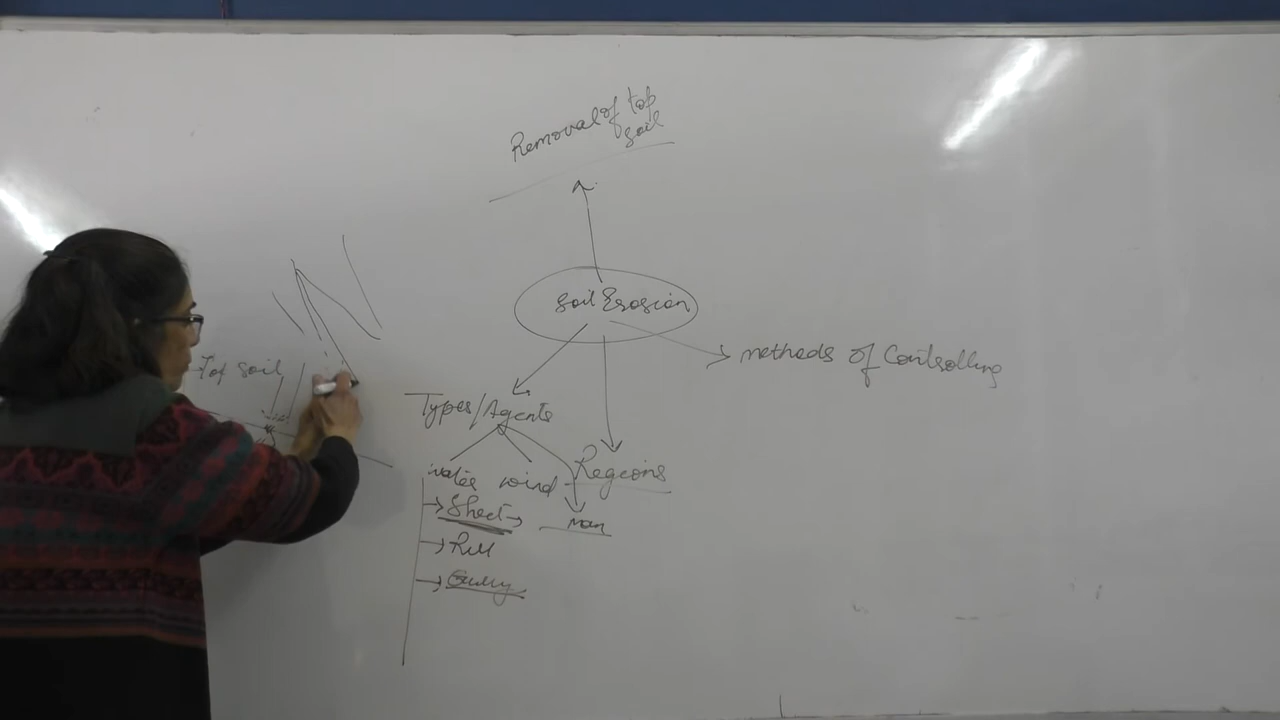 Removal of top
soil
Soil Erosion
methods of Controlling
Top soil
Types/Agents
water wind
Regeions
Sheet
man
Rill
Gully